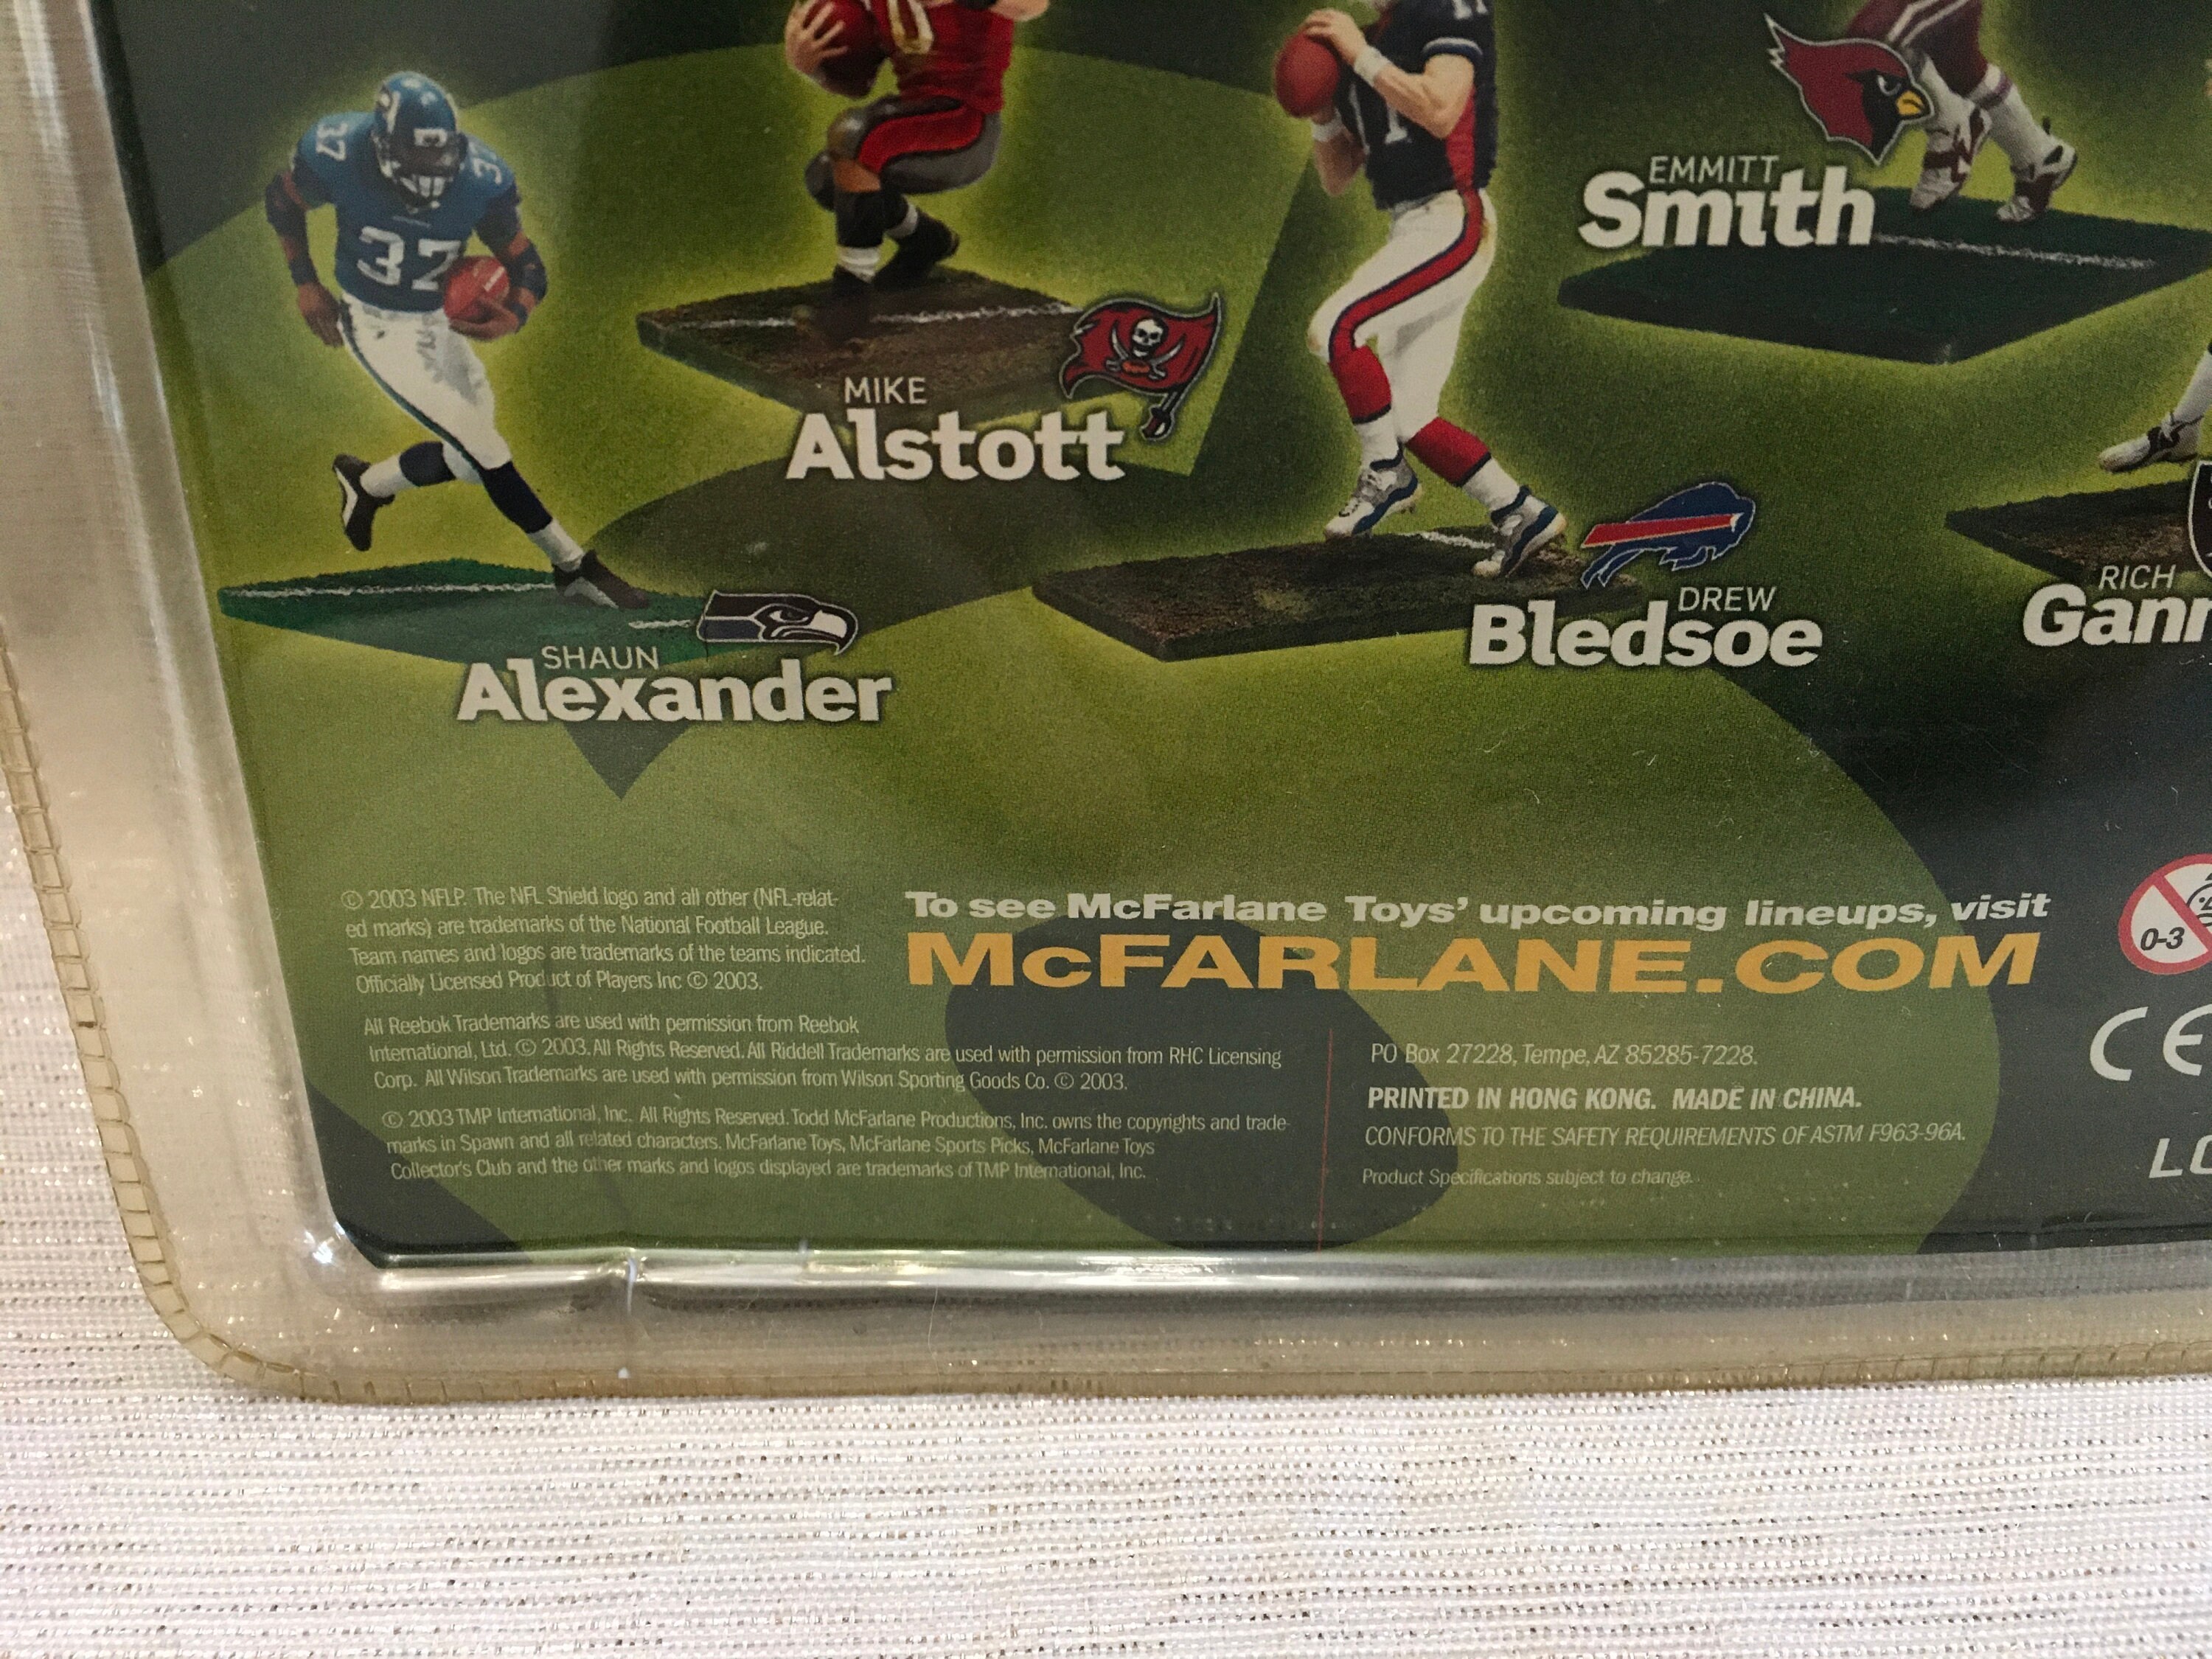 37
37
37
11
MIKE
Alstott
EMMITT
Smith
SHAUN
Alexander
DREW
Bledsoe
RICH
© 2003 NFLP. The NFL Shield logo and all other (NFL-relat-
ed marks) are trademarks of the National Football League.
Team names and logos are trademarks of the teams indicated.
Officially Licensed Product of Players Inc © 2003.
All Reebok Trademarks are used with permission from Reebok
International, Ltd. © 2003. All Rights Reserved. All Riddell Trademarks are used with permission from RHC Licensing
Corp. All Wilson Trademarks are used with permission from Wilson Sporting Goods Co. © 2003.
© 2003 TMP International, Inc. All Rights Reserved. Todd McFarlane Productions, Inc. owns the copyrights and trade-
marks in Spawn and all related characters. McFarlane Toys, McFarlane Sports Picks, McFarlane Toys
Collector's Club and the other marks and logos displayed are trademarks of TMP International, Inc.
To see McFarlane Toys' upcoming lineups, visit
McFARLANE.COM
PO Box 27228, Tempe, AZ 85285-7228.
PRINTED IN HONG KONG. MADE IN CHINA.
CONFORMS TO THE SAFETY REQUIREMENTS OF ASTM F963-96A.
Product Specifications subject to change.
0-3
CE